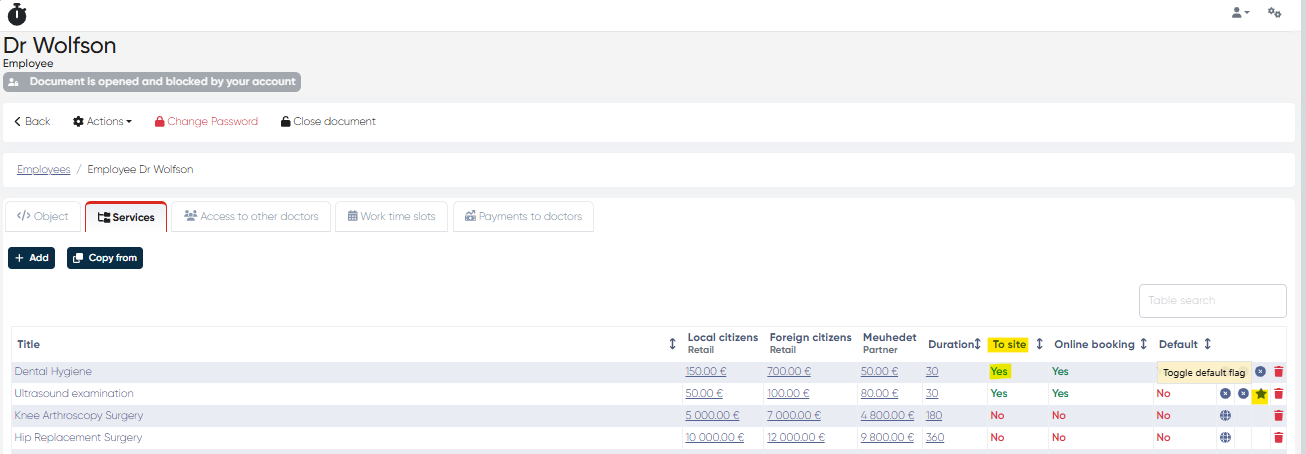 Dr Wolfson
Employee
Document is opened and blocked by your account
Back Actions Change Password Close document
Employees / Employee Dr Wolfson
Object Services Access to other doctors Work time slots Payments to doctors
Add Copy from
Table search
Title Local citizens Retail Foreign citizens Retail Meuhedet Partner Duration To site Online booking Default
Dental Hygiene 150.00 € 700.00 € 50.00 € 30 Yes Yes
Toggle default flag
Ultrasound examination 50.00 € 100.00 € 80.00 € 30 Yes Yes No
Knee Arthroscopy Surgery 5 000.00 € 7 000.00 € 4 800.00 € 180 No No No
Hip Replacement Surgery 10 000.00 € 12 000.00 € 9 800.00 € 360 No No No